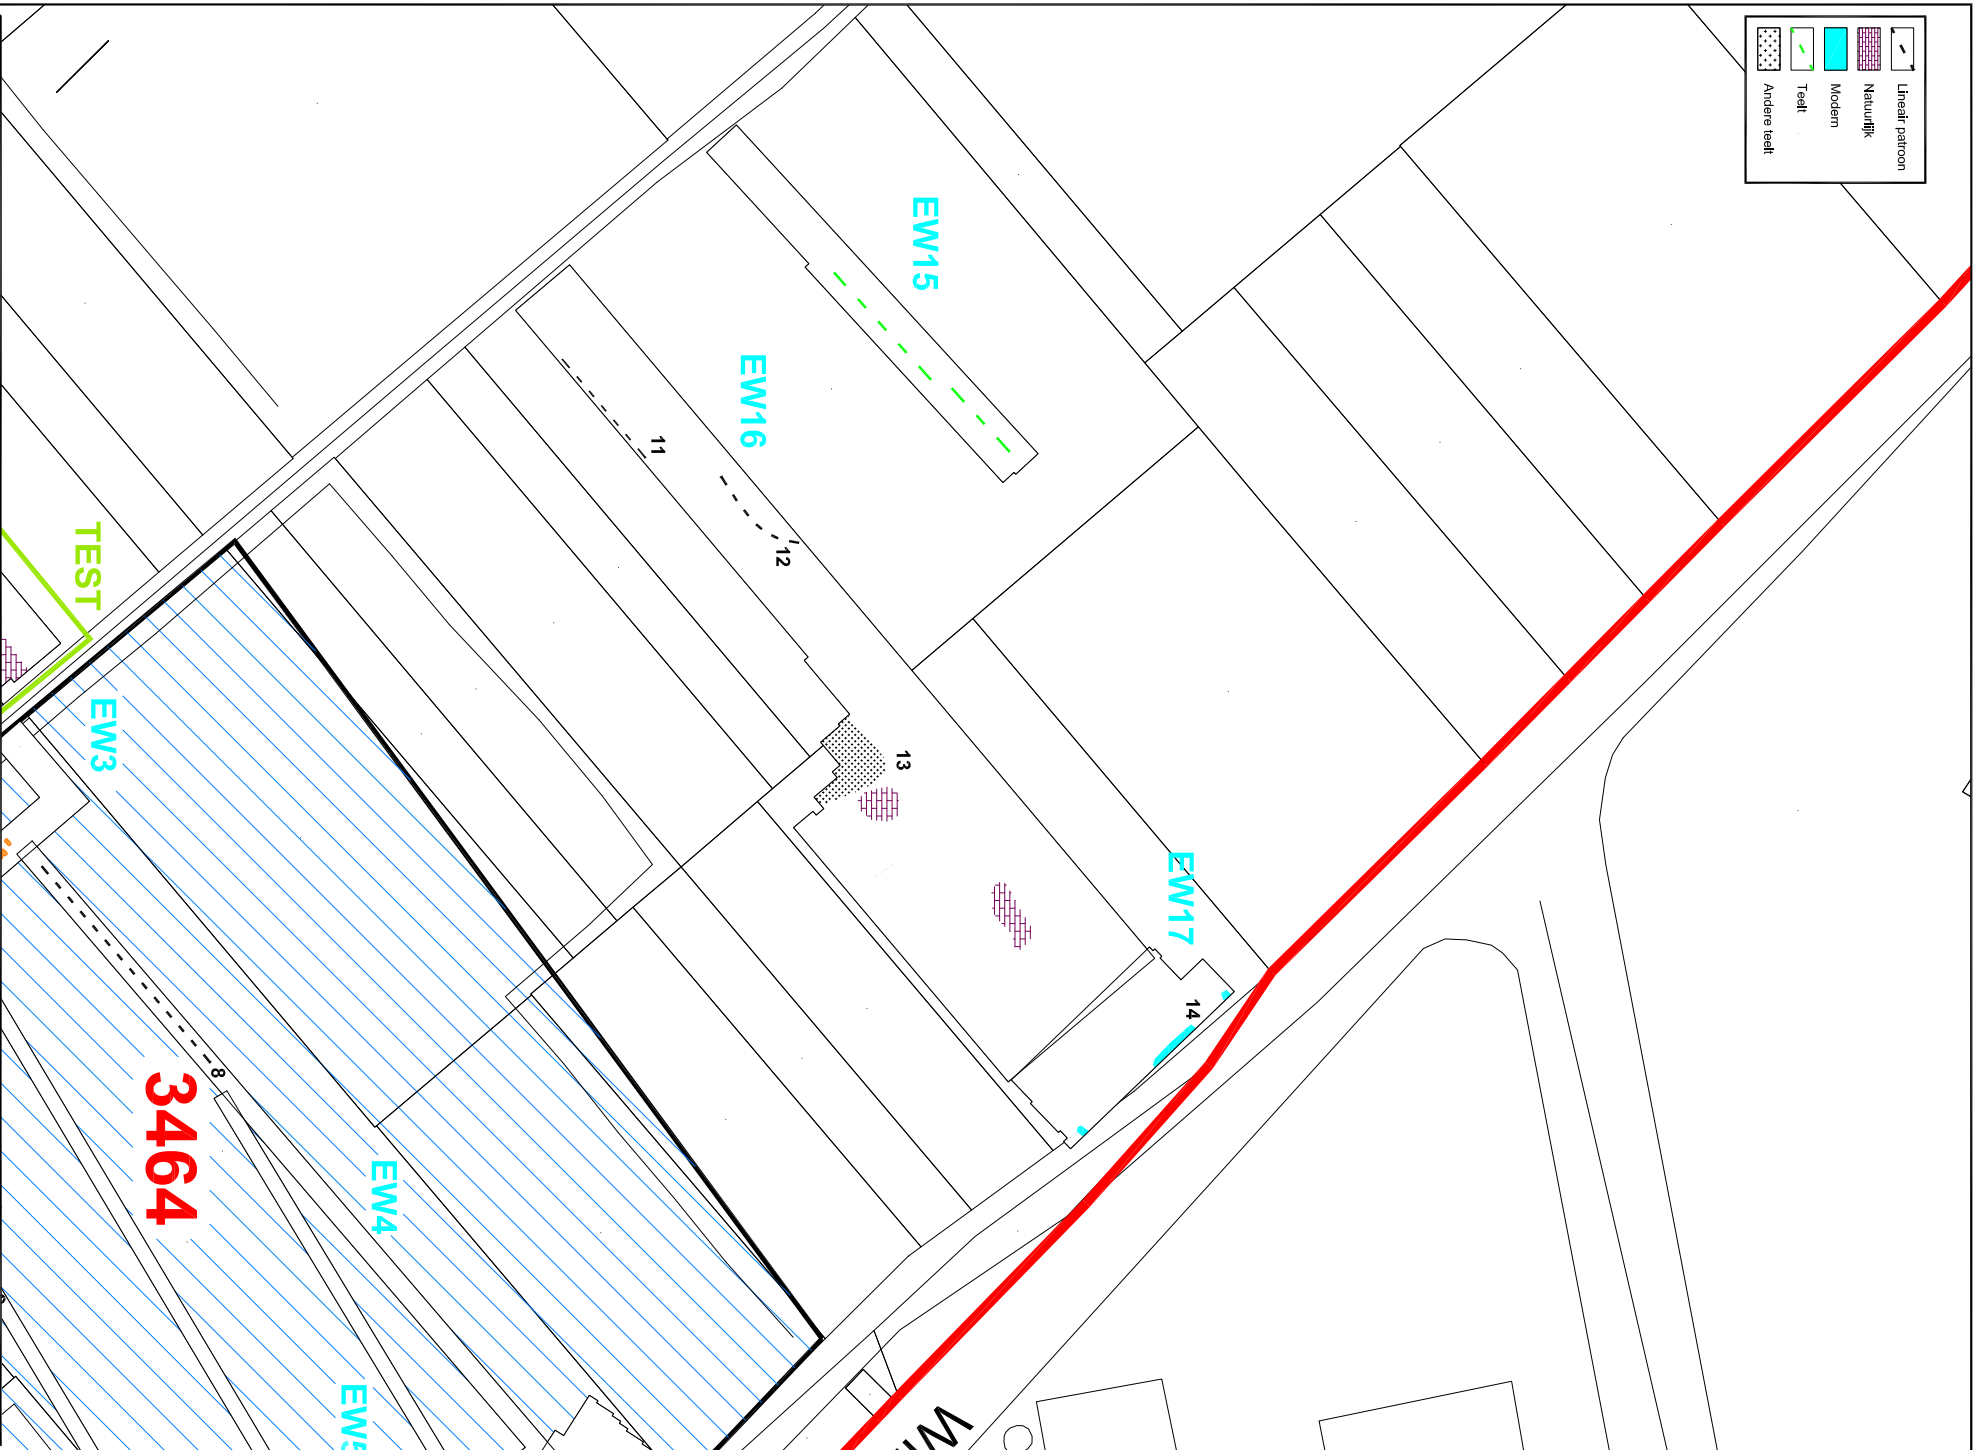 Lineair patroon
Natuurlijk
Modern
Teelt
Andere teelt
EW15
EW16
11
12
13
EW17
14
TEST
EW3
8
3464
EW4
EW5